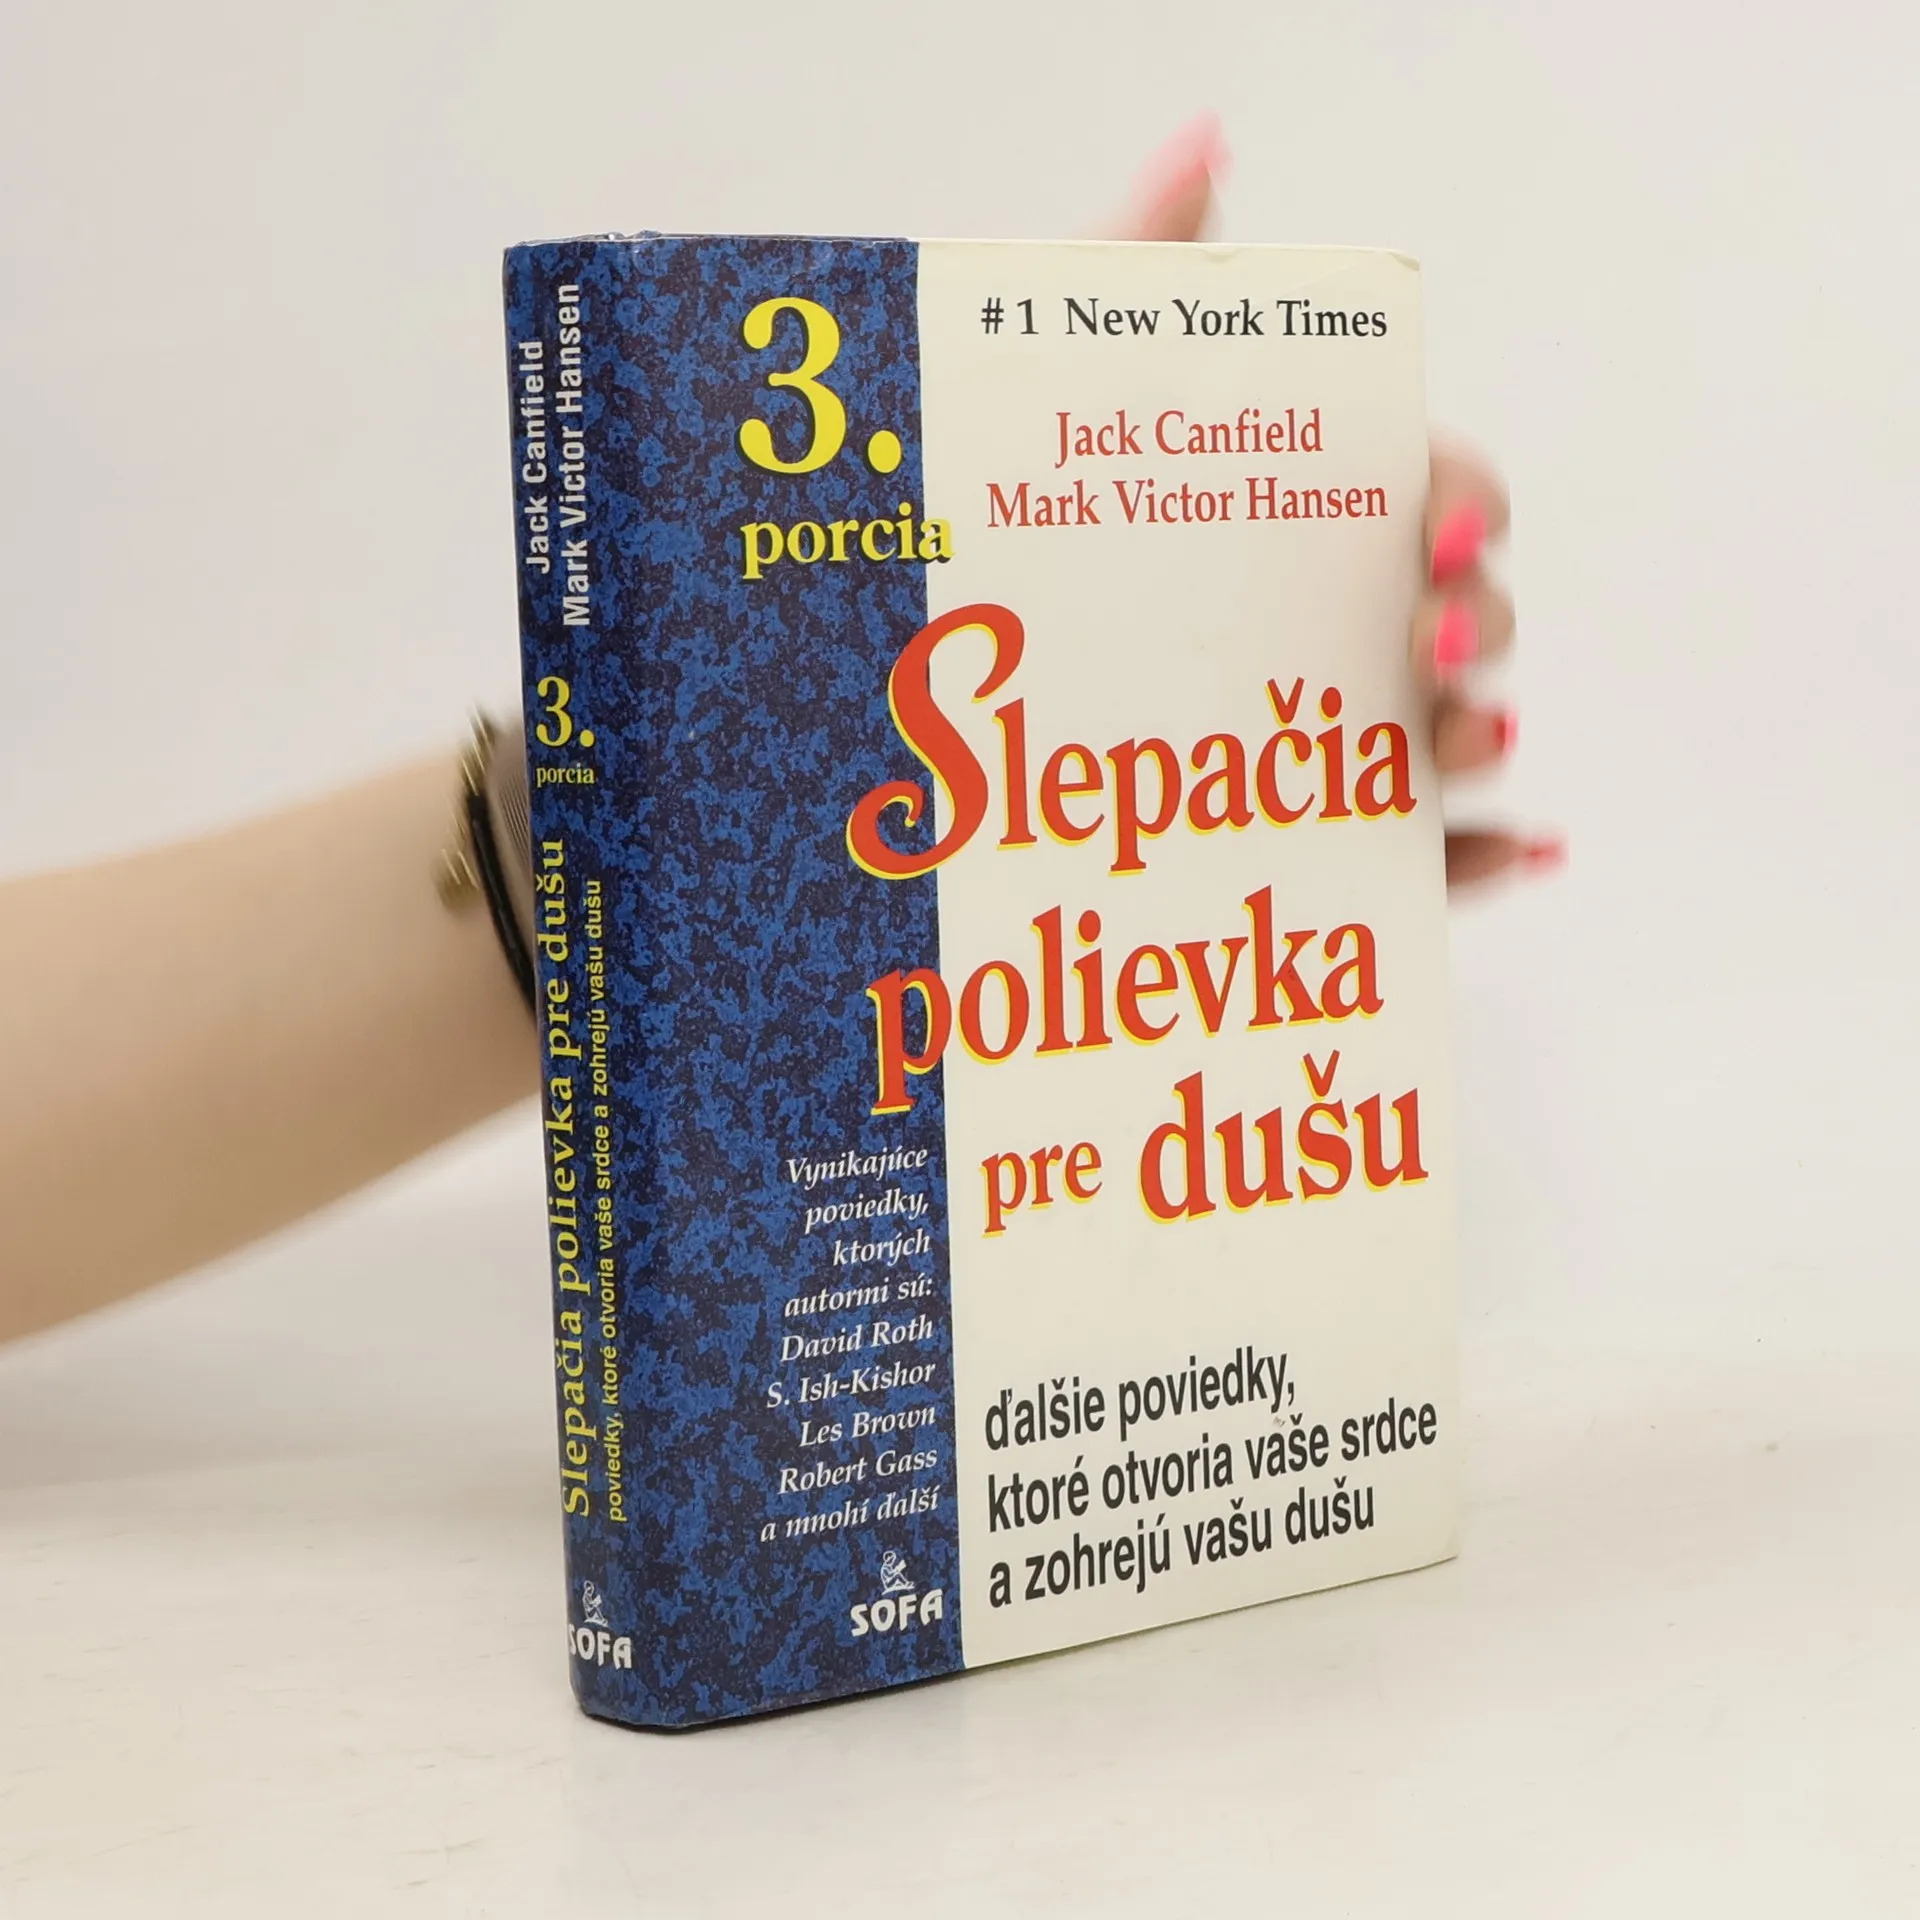 Jack Canfield
Mark Victor Hansen
3.
porcia
Slepačia polievka pre dušu
poviedky, ktoré otvoria vaše srdce a zohrejú vašu dušu
SOFA
3.
porcia
# 1 New York Times
Jack Canfield
Mark Victor Hansen
Slepačia
polievka
pre dušu
Vynikajúce
poviedky,
ktorých
autormi sú:
David Roth
S. Ish-Kishor
Les Brown
Robert Gass
a mnohí ďalší
SOFA
ďalšie poviedky,
ktoré otvoria vaše srdce
a zohrejú vašu dušu